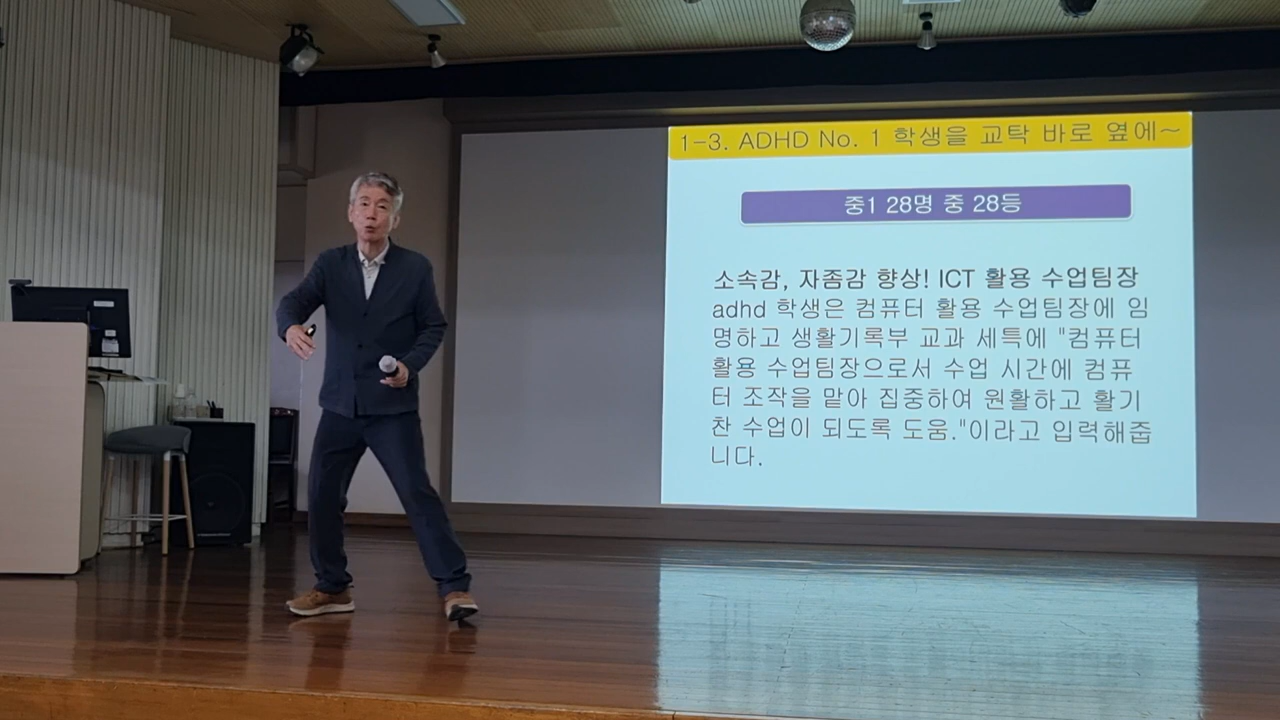 1-3. ADHD No. 1 학생을 교탁 바로 옆에~
중1 28명 중 28등
소속감, 자좀감 향상! ICT 활용 수업팀장
adhd 학생은 컴퓨터 활용 수업팀장에 임
명하고 생활기록부 교과 세특에 "컴퓨터
활용 수업팀장으로서 수업 시간에 컴퓨
터 조작을 맡아 집중하여 원활하고 활기
찬 수업이 되도록 도움."이라고 입력해줍
니다.